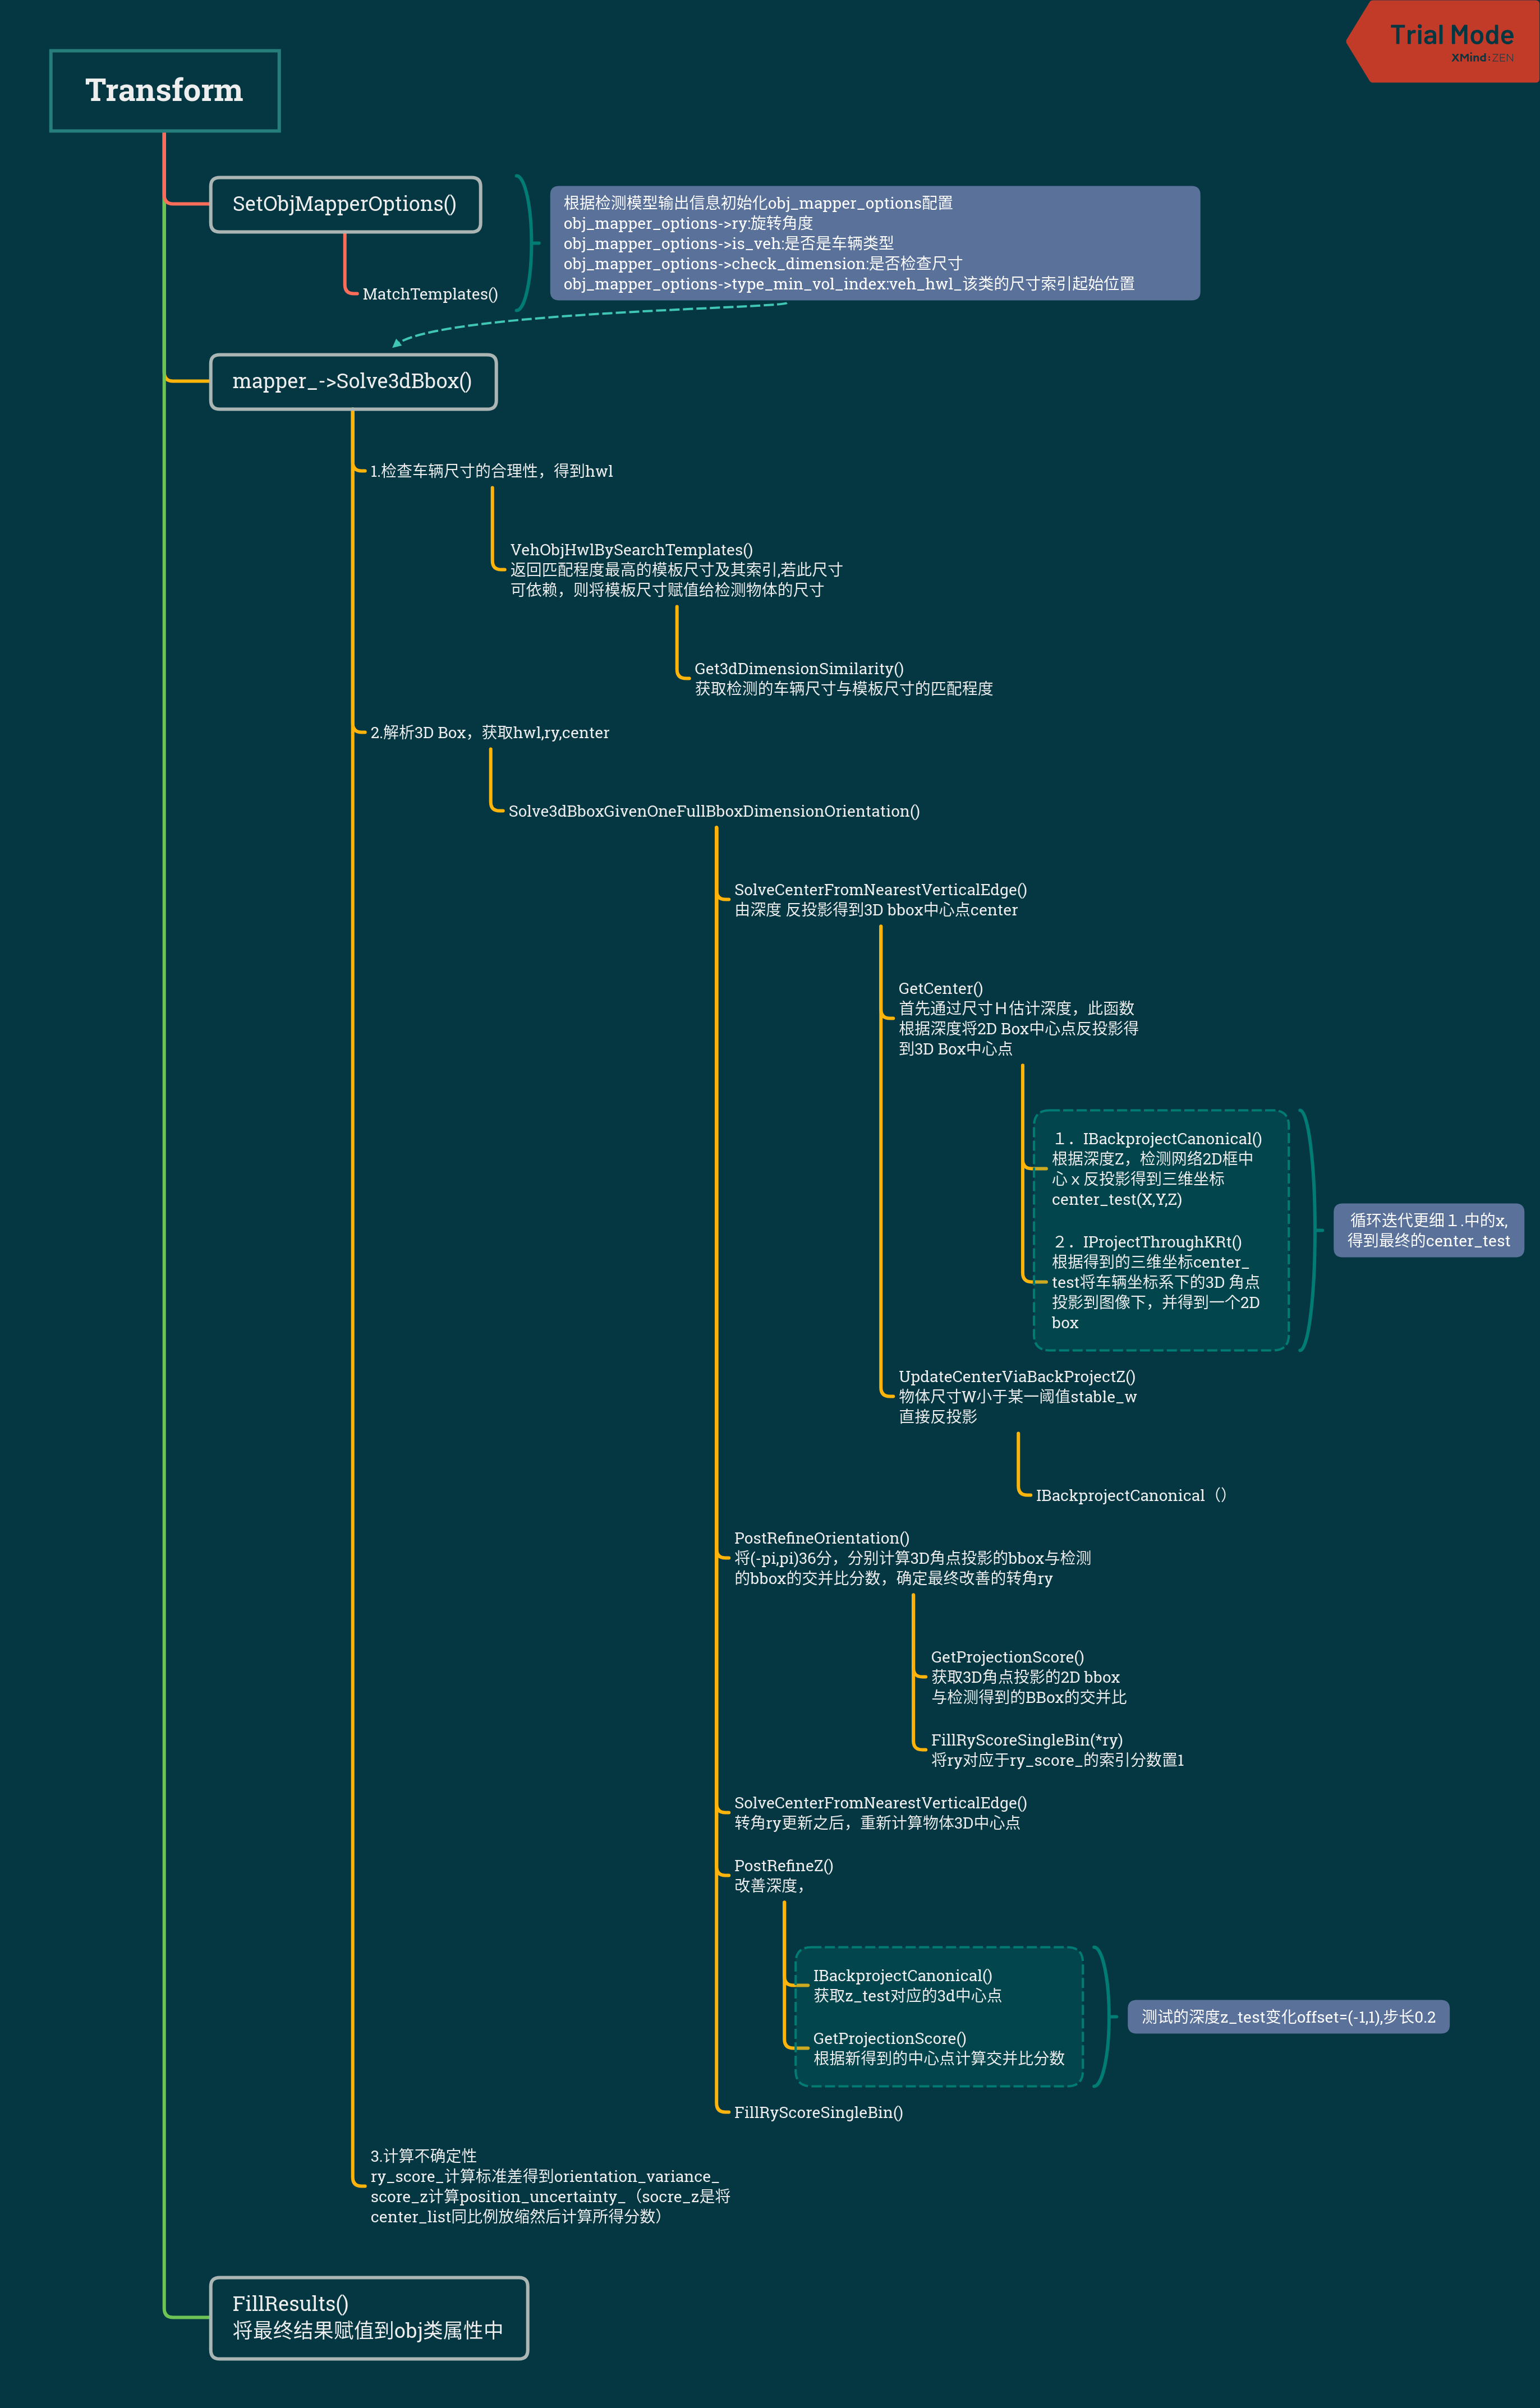 Trial Mode
XMind:ZEN
Transform
SetObjMapperOptions()
根据检测模型输出信息初始化obj_mapper_options配置
obj_mapper_options->ry:旋转角度
obj_mapper_options->is_veh:是否是车辆类型
obj_mapper_options->check_dimension:是否检查尺寸
obj_mapper_options->type_min_vol_index:veh_hwl_该类的尺寸索引起始位置
MatchTemplates()
mapper_->Solve3dBbox()
1.检查车辆尺寸的合理性，得到hwl
VehObjHwlBySearchTemplates()
返回匹配程度最高的模板尺寸及其索引,若此尺寸
可依赖，则将模板尺寸赋值给检测物体的尺寸
Get3dDimensionSimilarity()
获取检测的车辆尺寸与模板尺寸的匹配程度
2.解析3D Box，获取hwl,ry,center
Solve3dBboxGivenOneFullBboxDimensionOrientation()
SolveCenterFromNearestVerticalEdge()
由深度 反投影得到3D bbox中心点center
GetCenter()
首先通过尺寸Ｈ估计深度，此函数
根据深度将2D Box中心点反投影得
到3D Box中心点
１．IBackprojectCanonical()
根据深度Z，检测网络2D框中
心ｘ反投影得到三维坐标
center_test(X,Y,Z)
２．IProjectThroughKRt()
根据得到的三维坐标center_
test将车辆坐标系下的3D 角点
投影到图像下，并得到一个2D
box
循环迭代更细１.中的x,
得到最终的center_test
UpdateCenterViaBackProjectZ()
物体尺寸W小于某一阈值stable_w
直接反投影
IBackprojectCanonical（）
PostRefineOrientation()
将(-pi,pi)36分，分别计算3D角点投影的bbox与检测
的bbox的交并比分数，确定最终改善的转角ry
GetProjectionScore()
获取3D角点投影的2D bbox
与检测得到的BBox的交并比
FillRyScoreSingleBin(*ry)
将ry对应于ry_score_的索引分数置1
SolveCenterFromNearestVerticalEdge()
转角ry更新之后，重新计算物体3D中心点
PostRefineZ()
改善深度，
IBackprojectCanonical()
获取z_test对应的3d中心点
GetProjectionScore()
根据新得到的中心点计算交并比分数
测试的深度z_test变化offset=(-1,1),步长0.2
FillRyScoreSingleBin()
3.计算不确定性
ry_score_计算标准差得到orientation_variance_
score_z计算position_uncertainty_（socre_z是将
center_list同比例放缩然后计算所得分数）
FillResults()
将最终结果赋值到obj类属性中